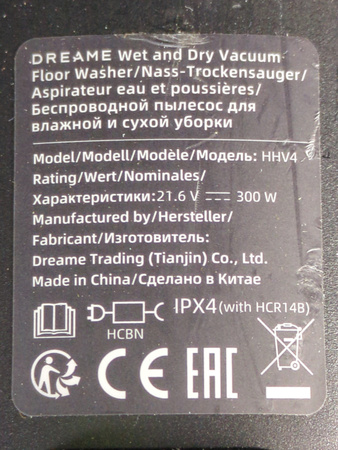 DREAME Wet and Dry Vacuum
Floor Washer/Nass-Trockensauger/
Aspirateur eau et poussières/
Беспроводной пылесос для
влажной и сухой уборки
Model/Modell/Modèle/Модель: HHV4
Rating/Wert/Nominales/
Характеристики: 21.6 V ⎓ 300 W
Manufactured by/Hersteller/
Fabricant/Изготовитель:
Dreame Trading (Tianjin) Co., Ltd.
Made in China/Сделано в Китае
HCBN
IPX4 (with HCR14B)
CE EAC